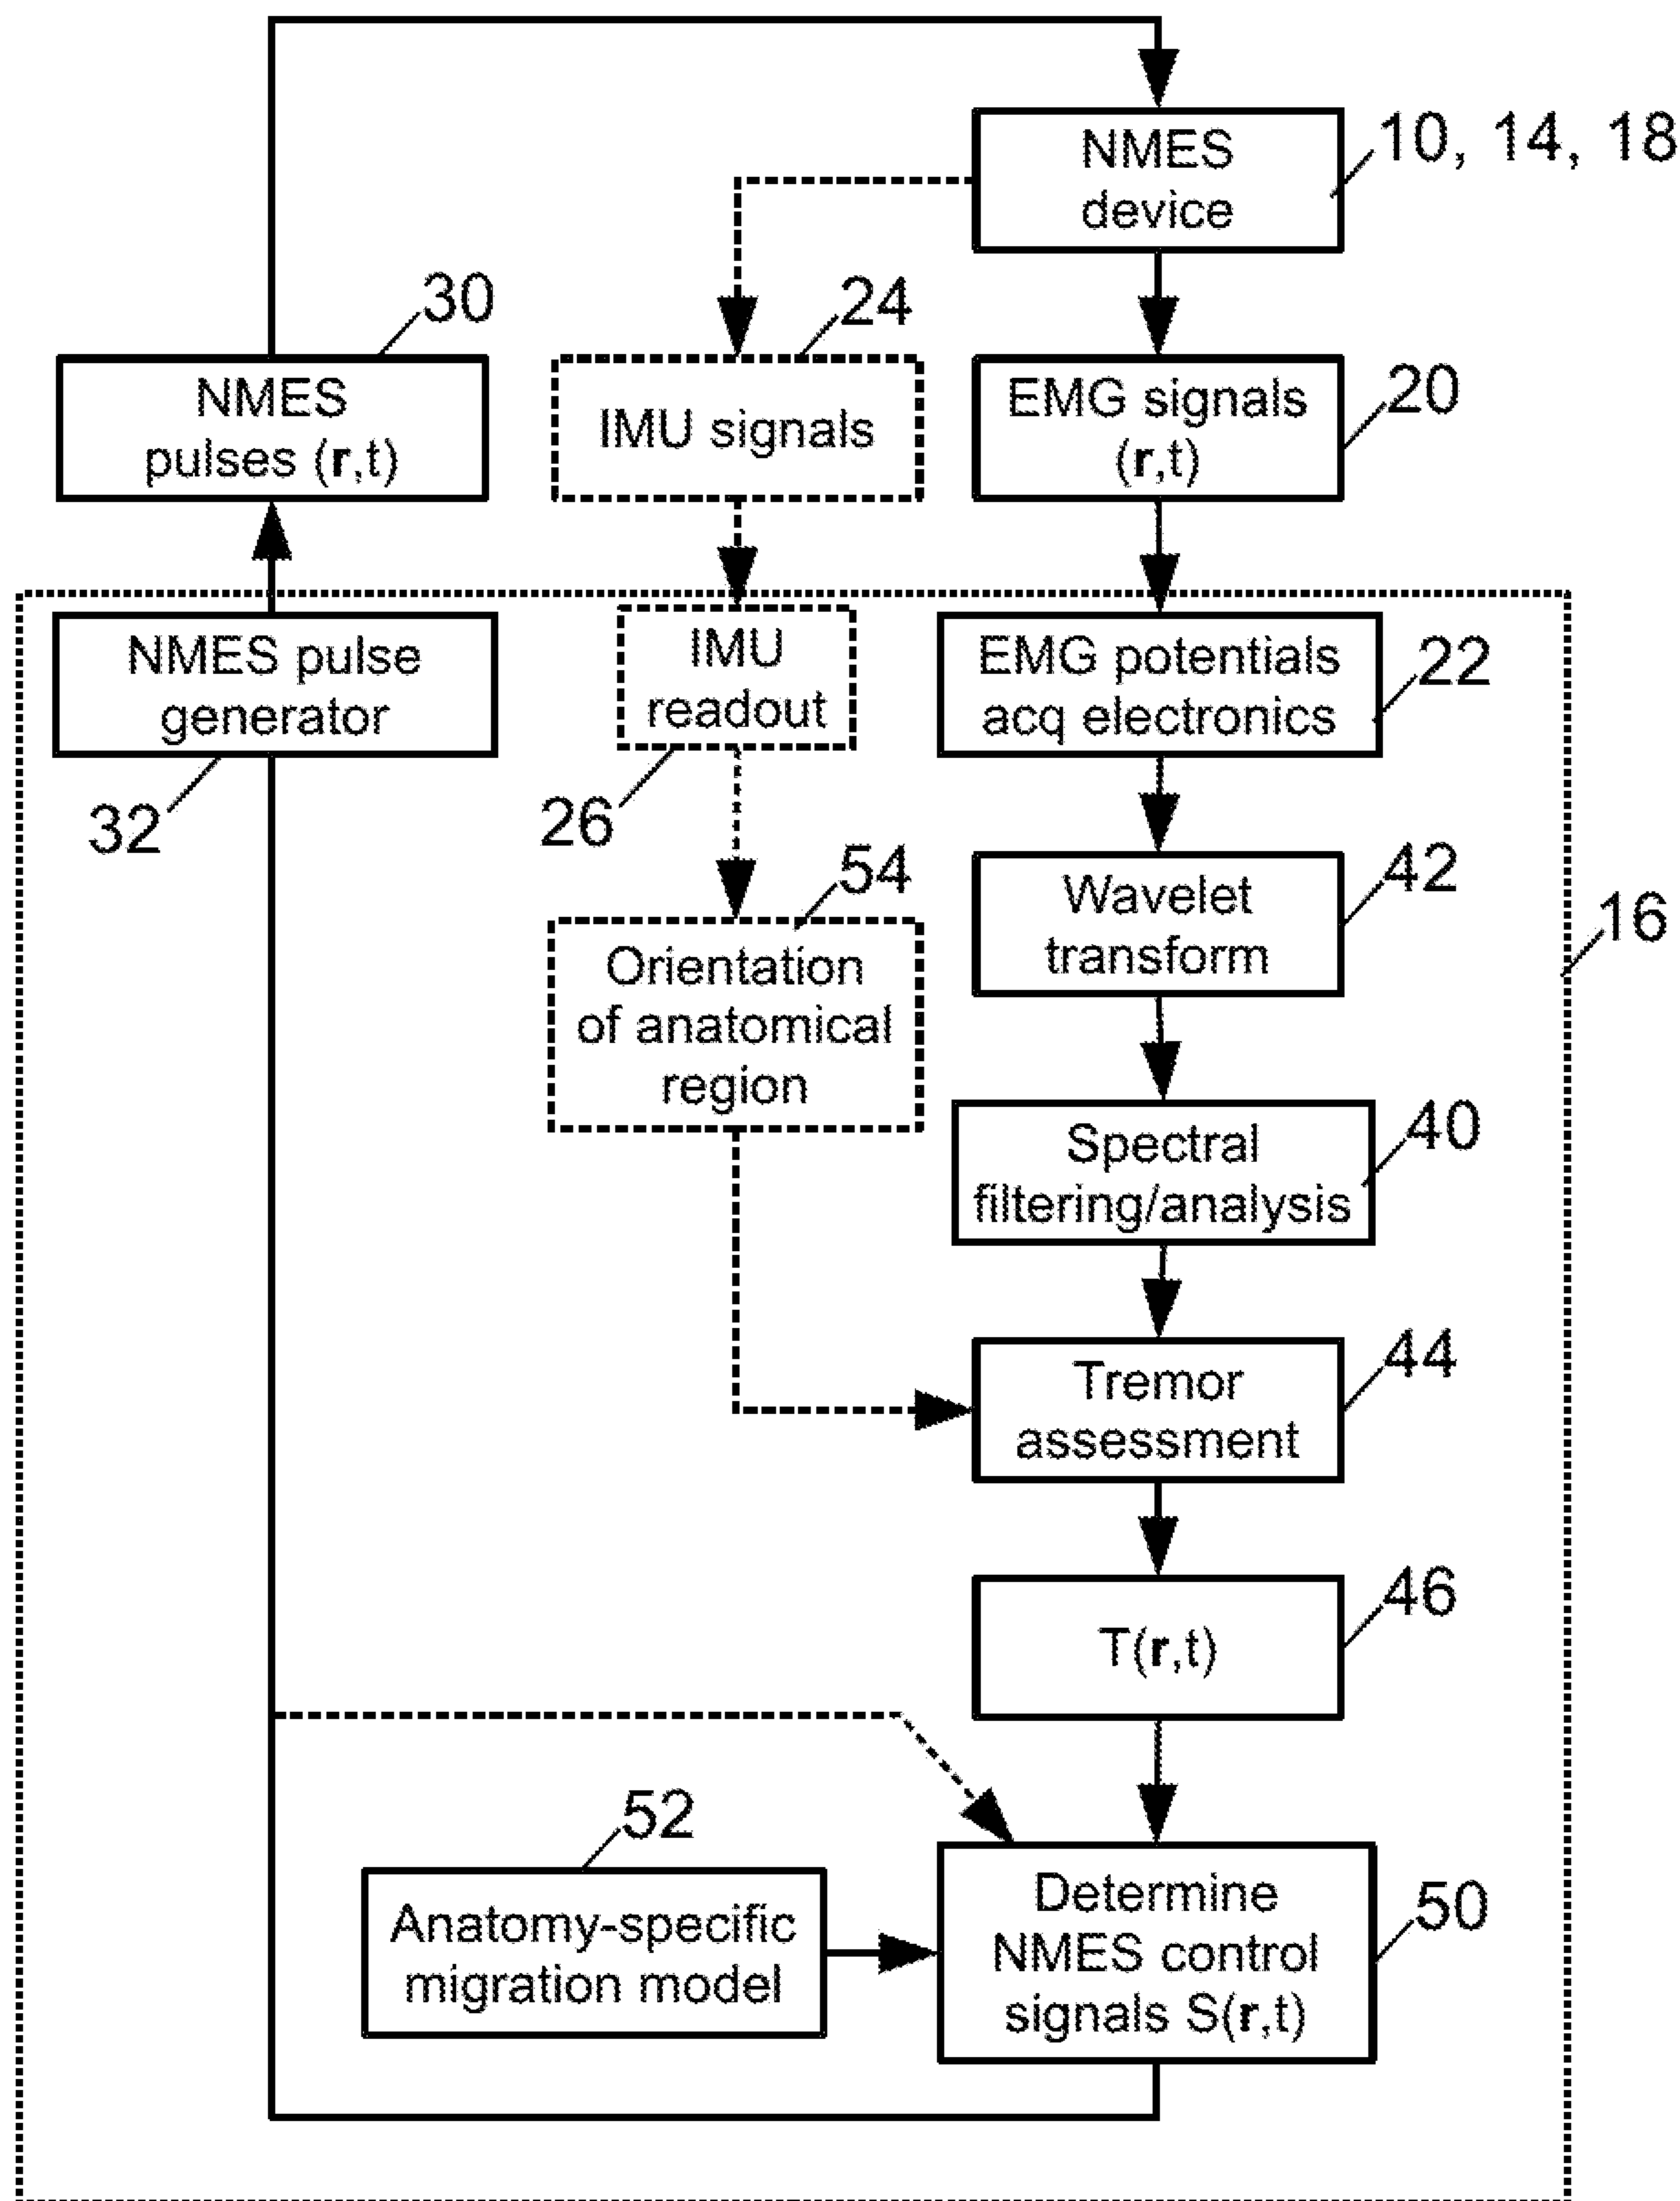 NMES
device
10, 14, 18
30
24
NMES
pulses (r,t)
IMU signals
EMG signals
(r,t)
20
NMES pulse
generator
32
IMU
readout
26
EMG potentials
acq electronics
22
54
Wavelet
transform
42
16
Orientation
of anatomical
region
Spectral
filtering/analysis
40
Tremor
assessment
44
T(r,t)
46
52
Anatomy-specific
migration model
Determine
NMES control
signals S(r,t)
50